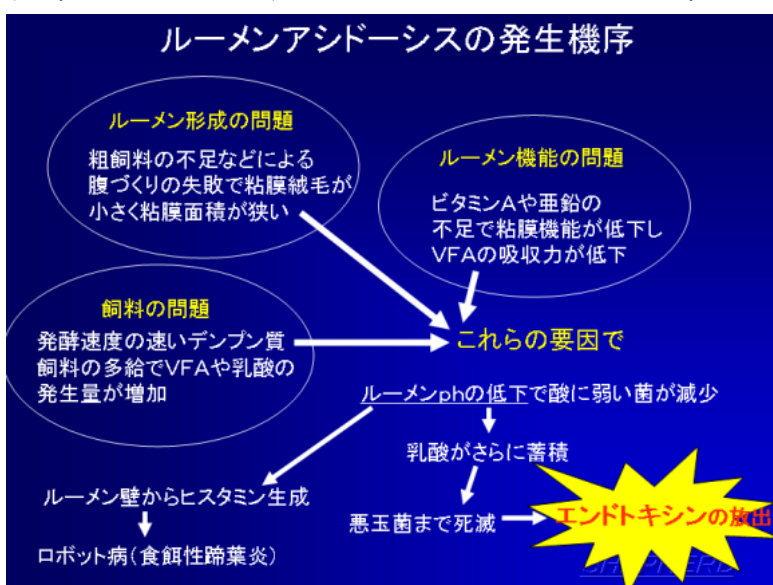 ルーメンアシドーシスの発生機序
ルーメン形成の問題
粗飼料の不足などによる
腹づくりの失敗で粘膜絨毛が
小さく粘膜面積が狭い
ルーメン機能の問題
ビタミンAや亜鉛の
不足で粘膜機能が低下し
VFAの吸収力が低下
飼料の問題
発酵速度の速いデンプン質
飼料の多給でVFAや乳酸の
発生量が増加
これらの要因で
ルーメンphの低下で酸に弱い菌が減少
乳酸がさらに蓄積
ルーメン壁からヒスタミン生成
悪玉菌まで死滅
エンドトキシンの放出
ロボット病(食餌性蹄葉炎)
SHEPHERD